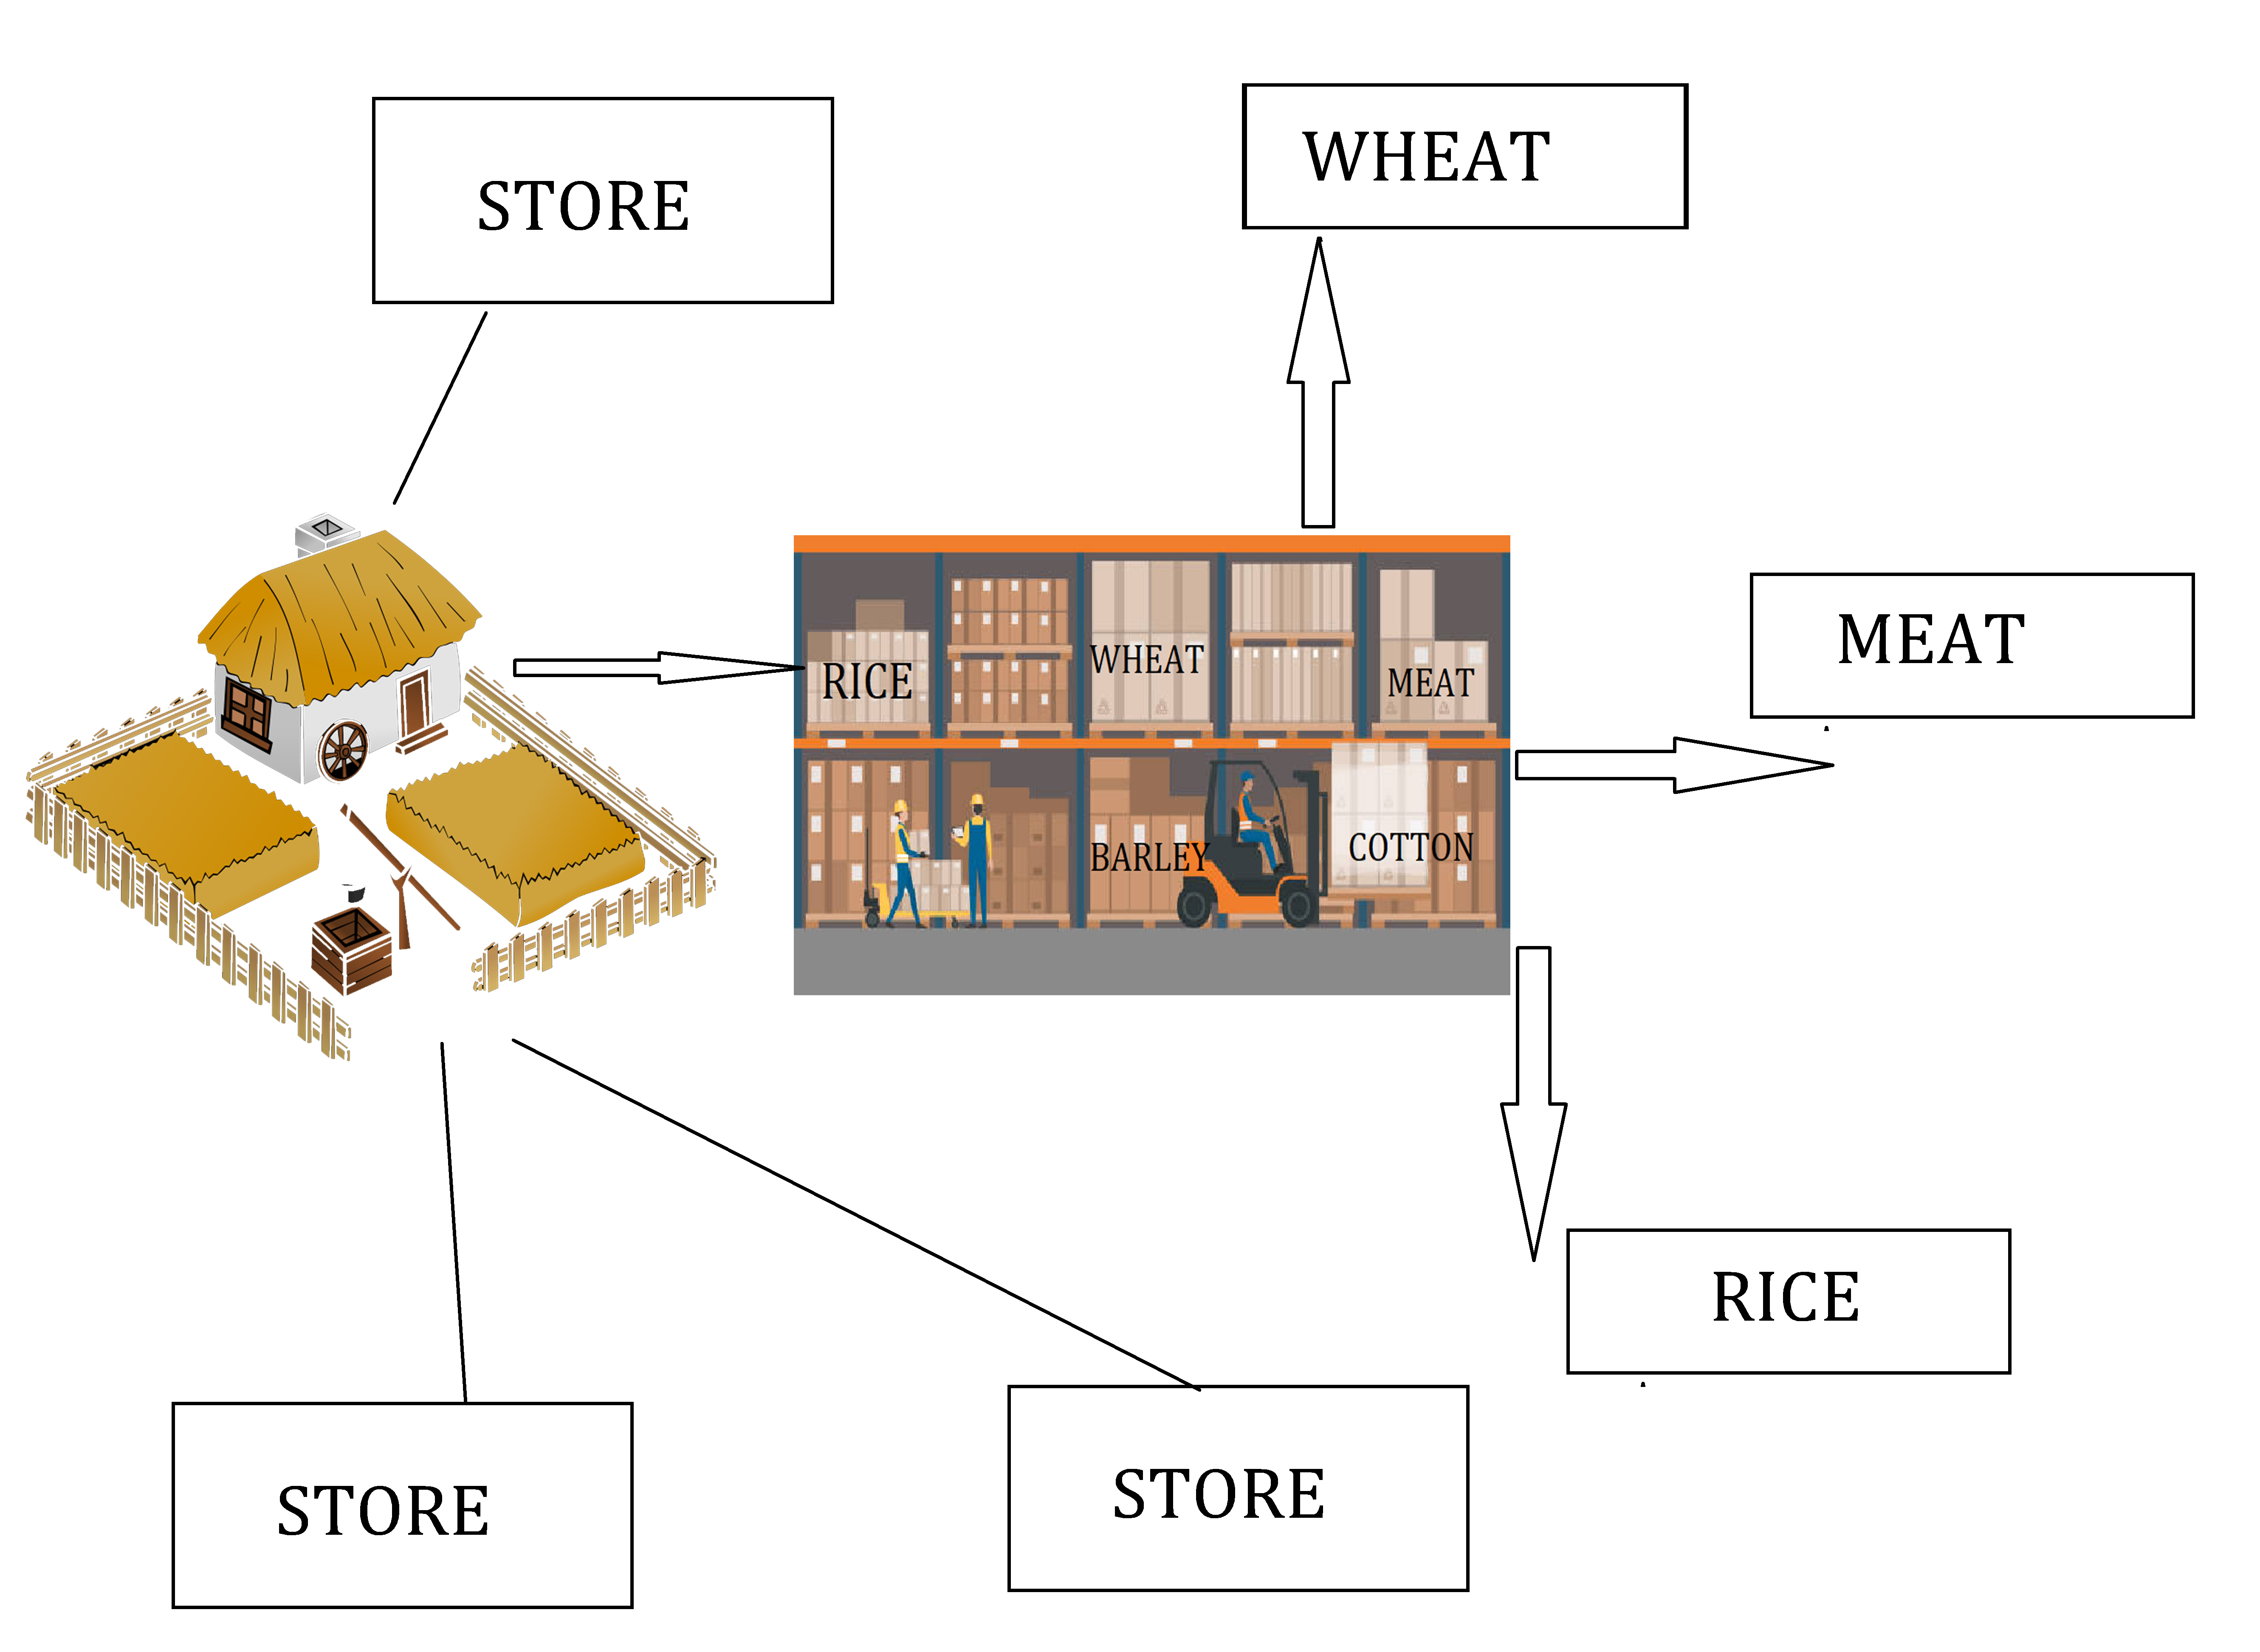 STORE
WHEAT
MEAT
RICE
WHEAT
MEAT
BARLEY
COTTON
RICE
STORE
STORE